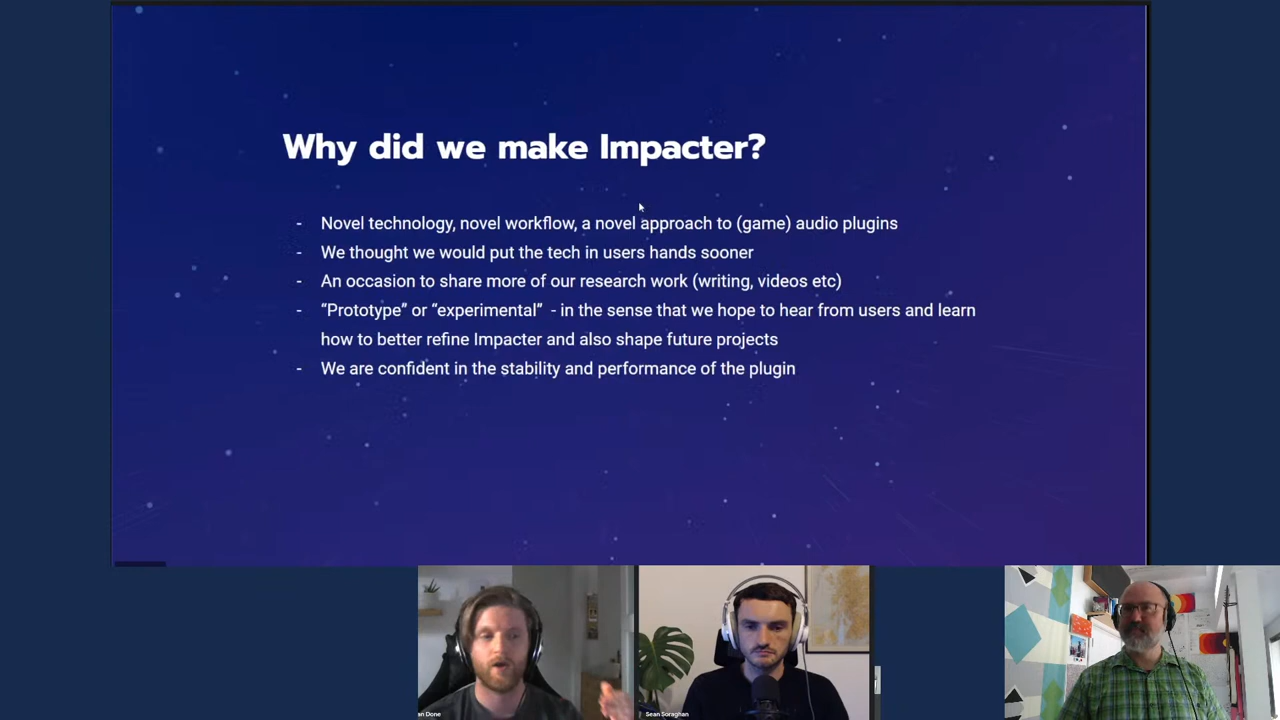 Why did we make Impacter?
- Novel technology, novel workflow, a novel approach to (game) audio plugins
- We thought we would put the tech in users hands sooner
- An occasion to share more of our research work (writing, videos etc)
- “Prototype” or “experimental” - in the sense that we hope to hear from users and learn
how to better refine Impacter and also shape future projects
- We are confident in the stability and performance of the plugin
an Done
Sean Soraghan